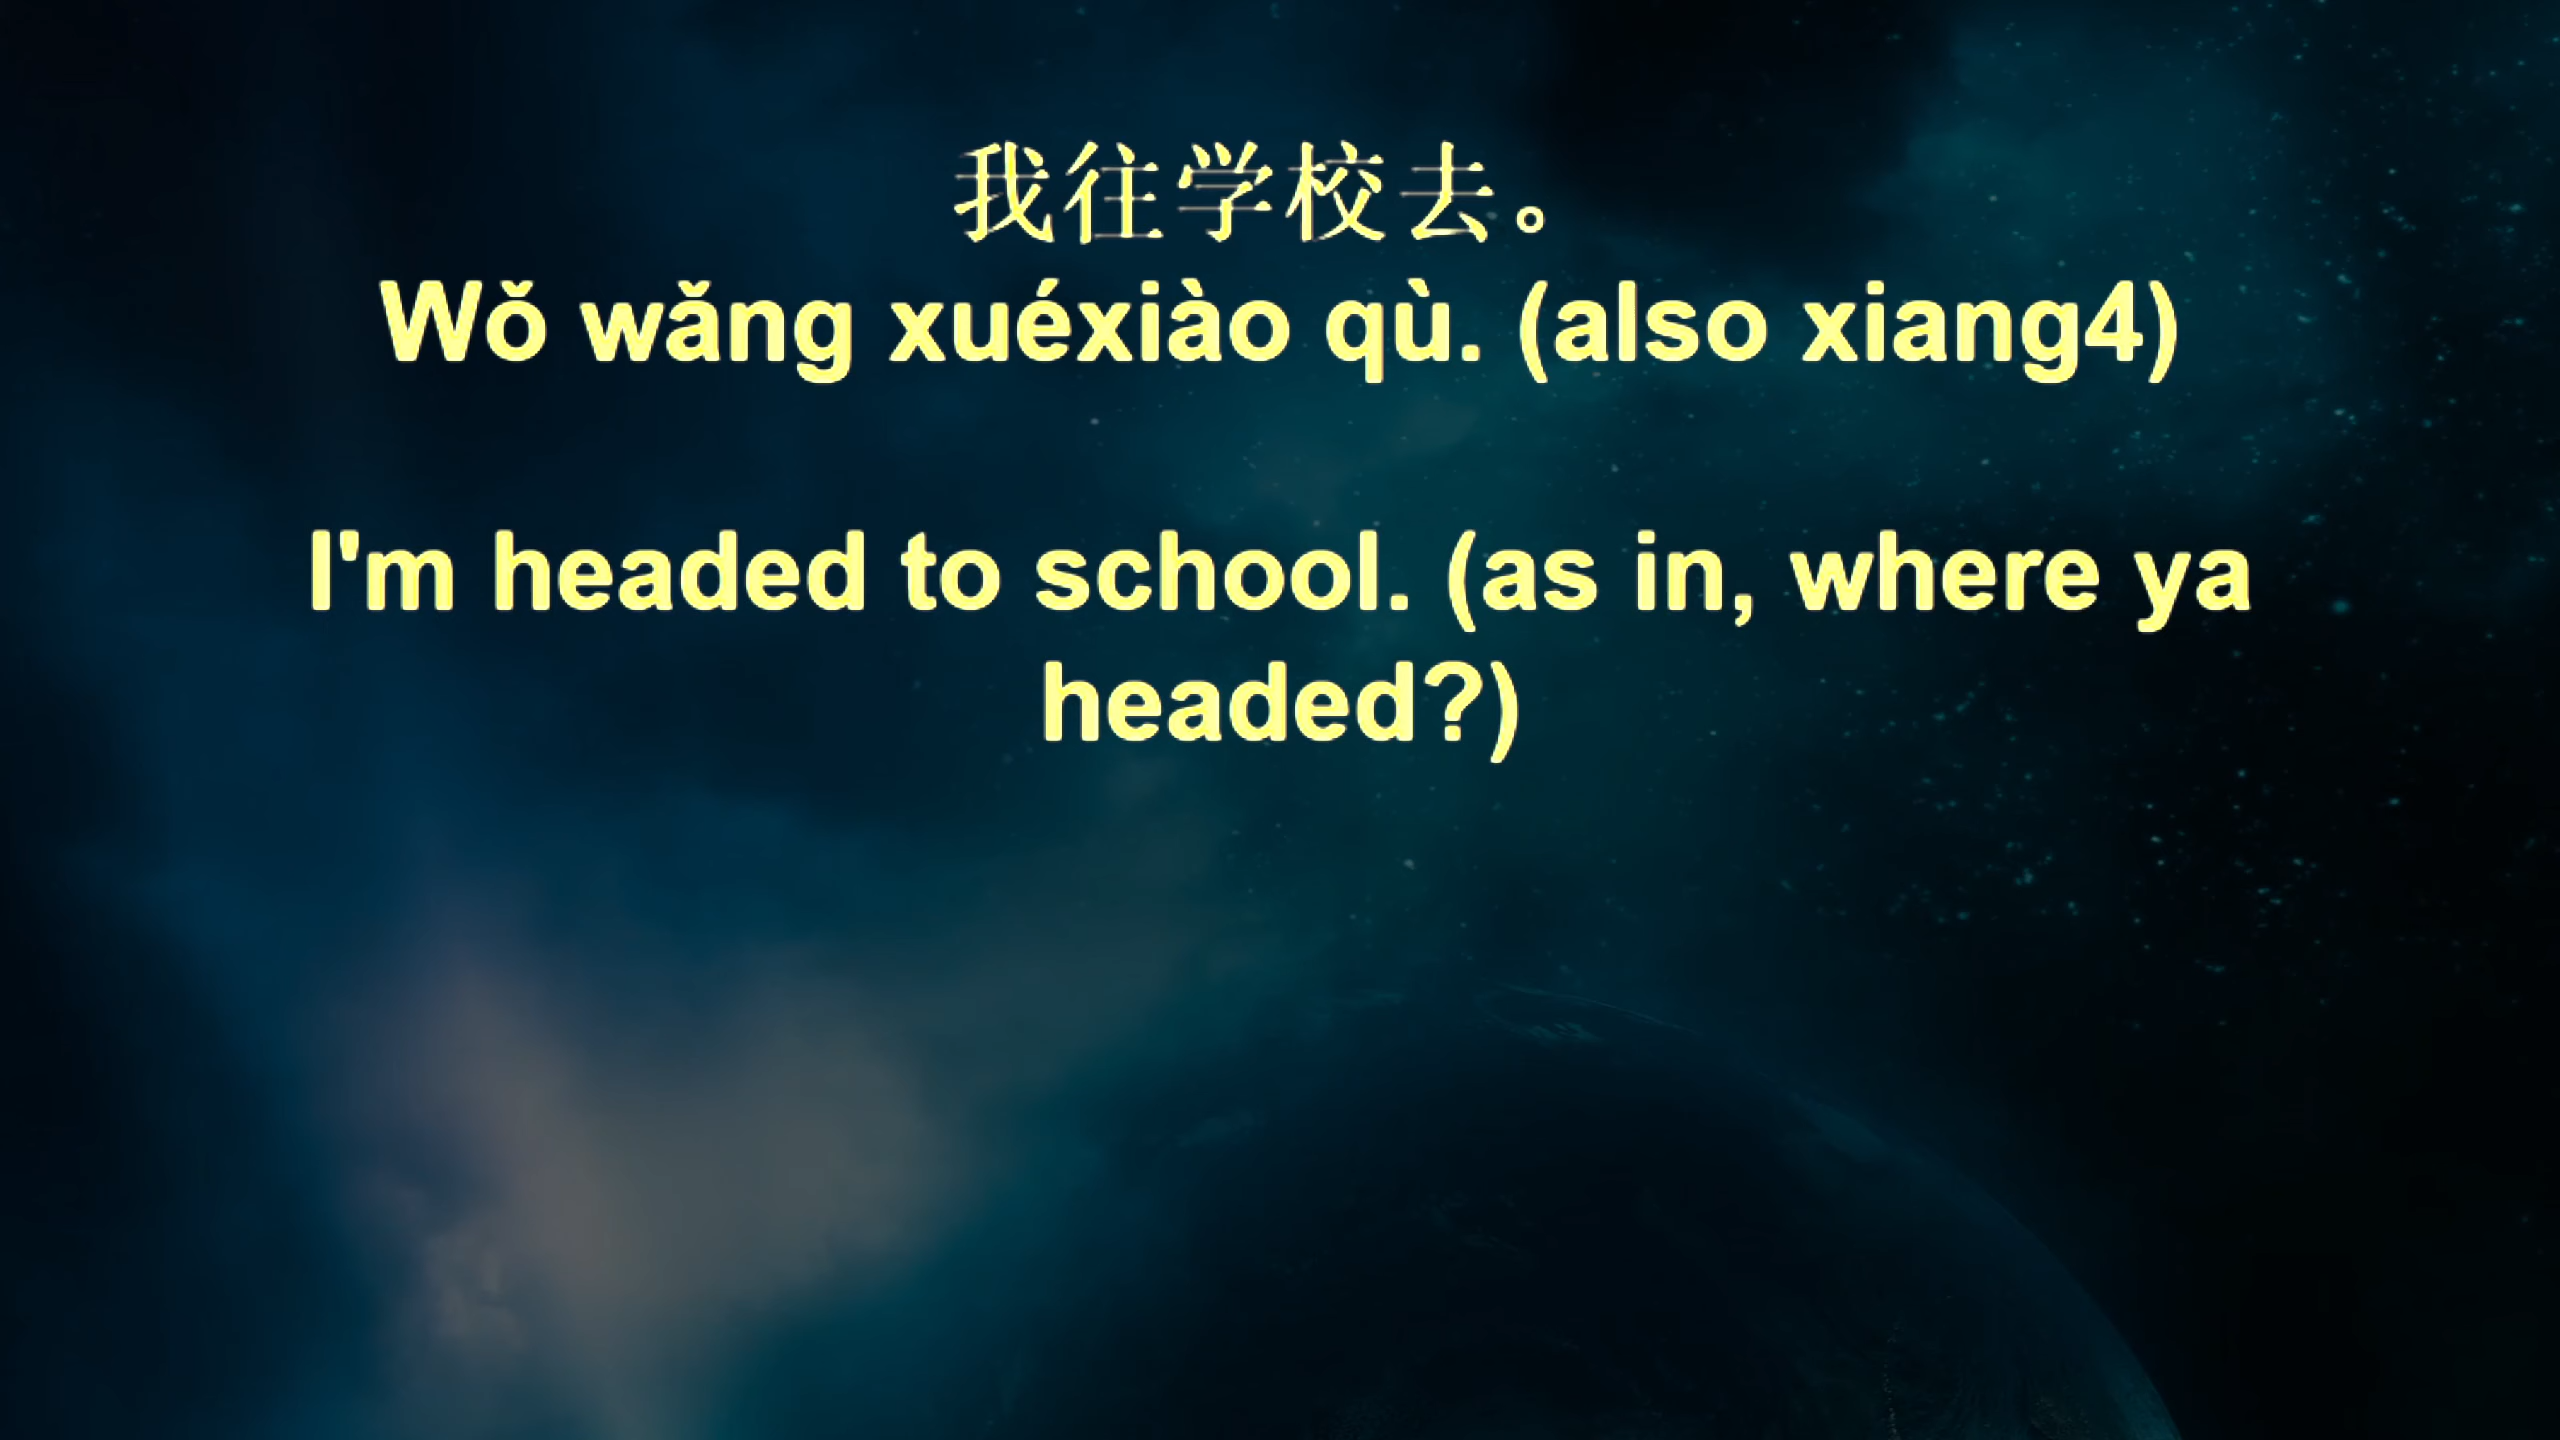 我往学校去。
Wǒ wǎng xuéxiào qù. (also xiang4)
I'm headed to school. (as in, where ya
headed?)